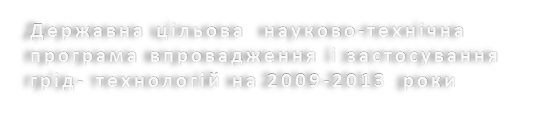 Державна цільова науково-технічна
програма впровадження і застосування
грід- технологій на 2009-2013 роки